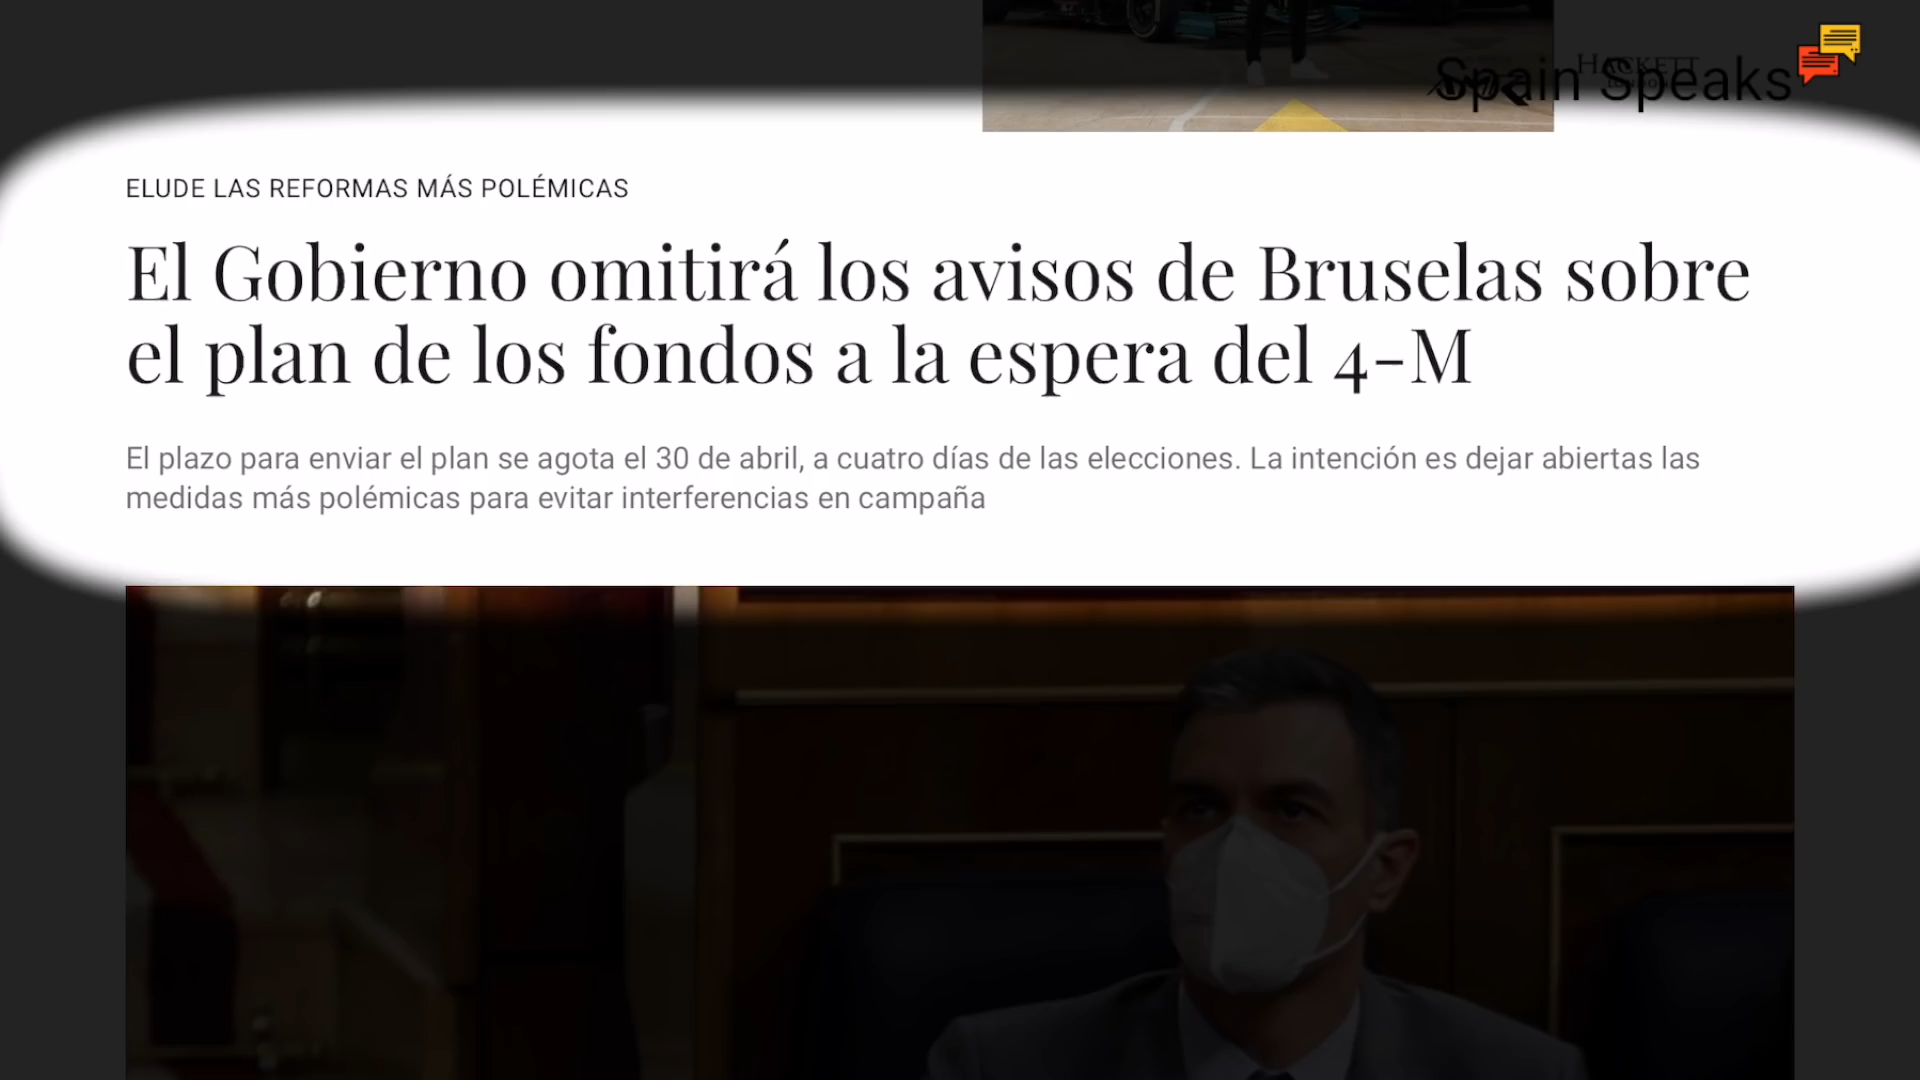 Spain Speaks
HACKETT
ELUDE LAS REFORMAS MÁS POLÉMICAS
El Gobierno omitirá los avisos de Bruselas sobre
el plan de los fondos a la espera del 4-M
El plazo para enviar el plan se agota el 30 de abril, a cuatro días de las elecciones. La intención es dejar abiertas las
medidas más polémicas para evitar interferencias en campaña